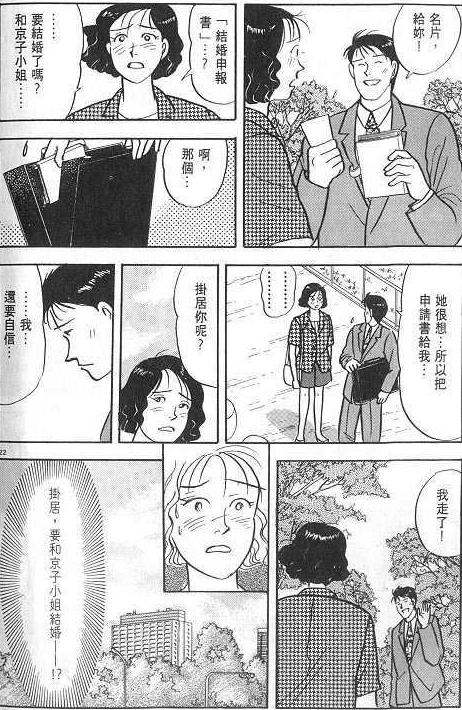 名片，
給妳！
「結婚申報
書」…？
……
要結婚了嗎？
和京子小姐……
啊，
那個…
她很想…所以把
申請書給我…
……
掛居你呢？
……我…
還要自信…
22
我走了！
掛居，要和京子小姐結婚——!?